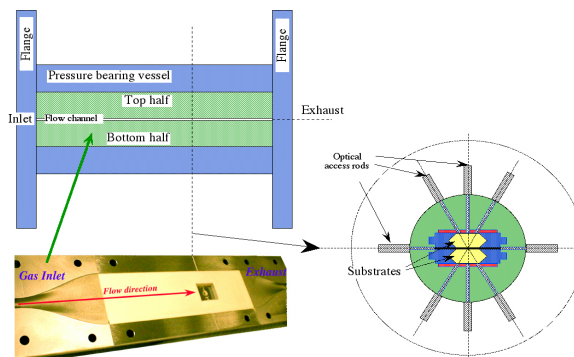 Flange
Flange
Pressure bearing vessel
Top half
Inlet
Flow channel
Exhaust
Bottom half
Optical
access rods
Gas Inlet
Exhaust
Flow direction
Substrates